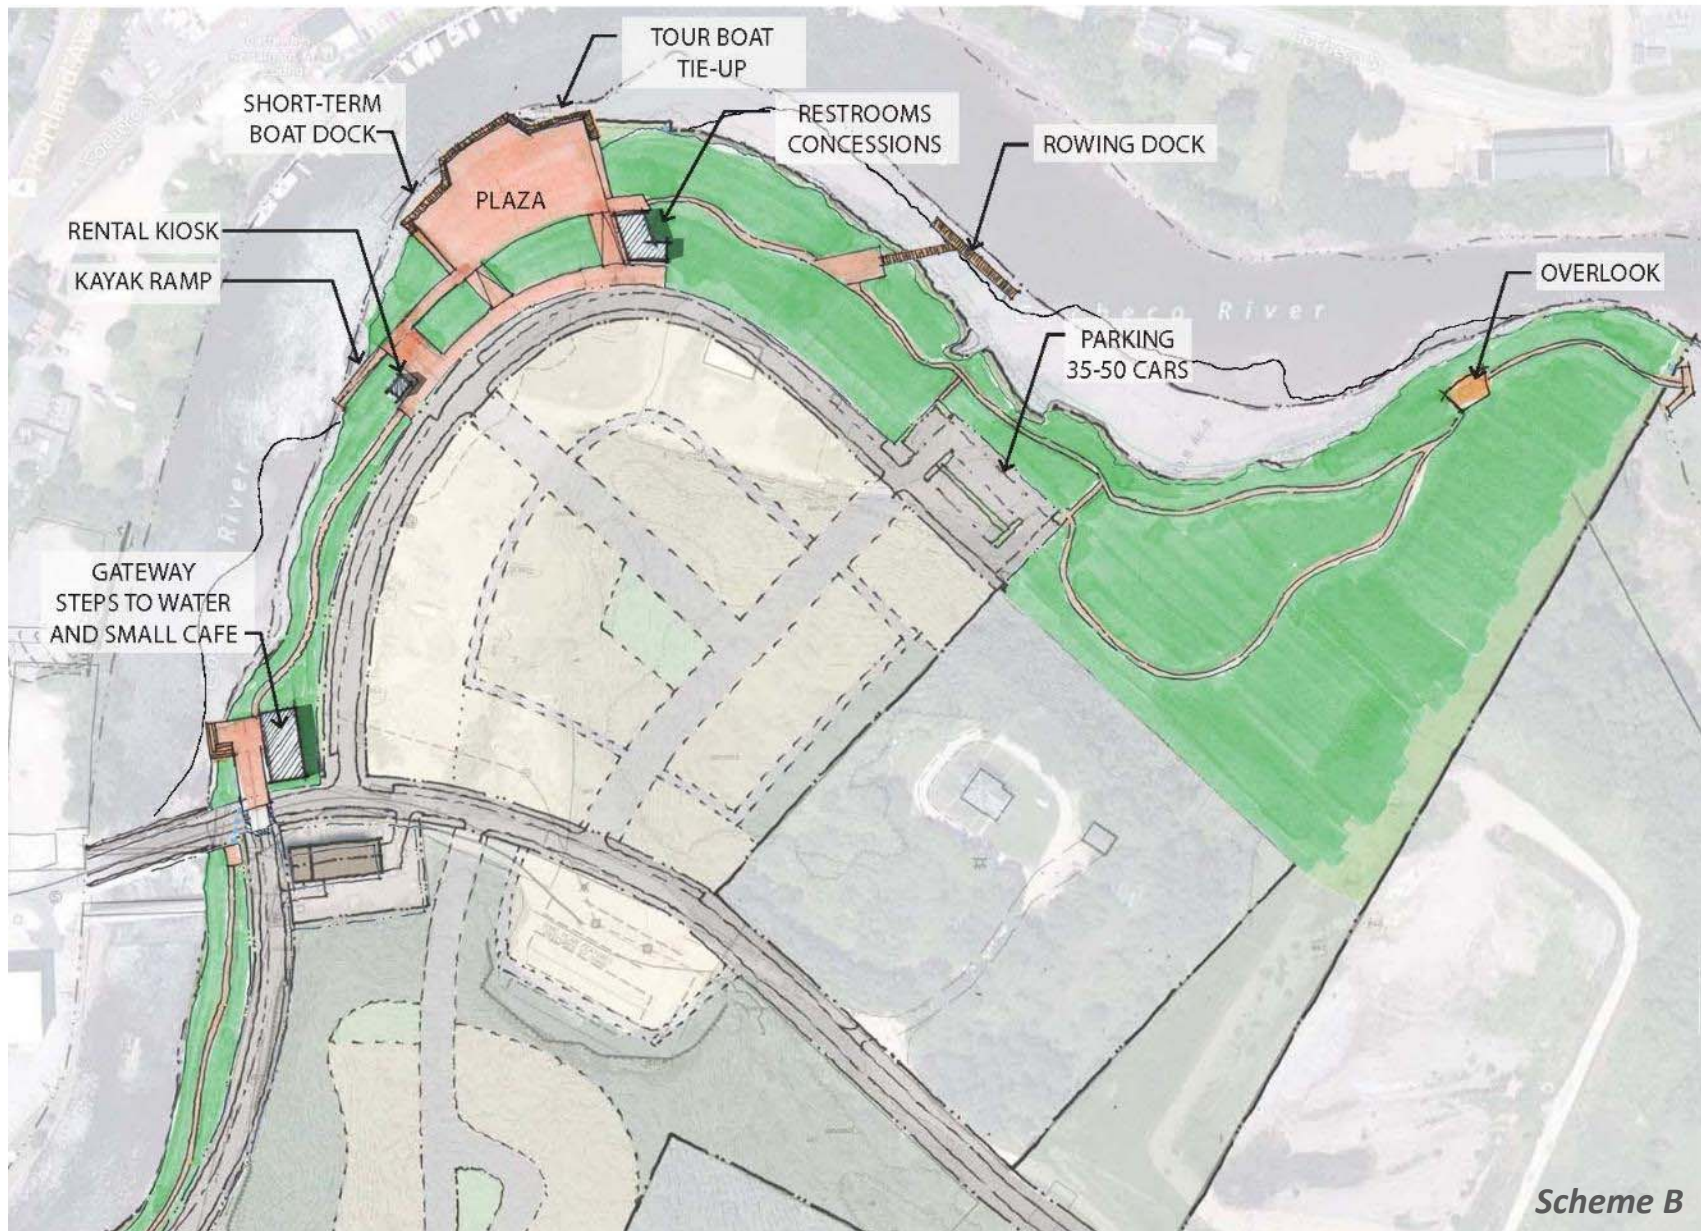 TOUR BOAT
TIE-UP
SHORT-TERM
BOAT DOCK
RESTROOMS
CONCESSIONS
ROWING DOCK
PLAZA
RENTAL KIOSK
KAYAK RAMP
OVERLOOK
River
PARKING
35-50 CARS
River
GATEWAY
STEPS TO WATER
AND SMALL CAFE
Scheme B